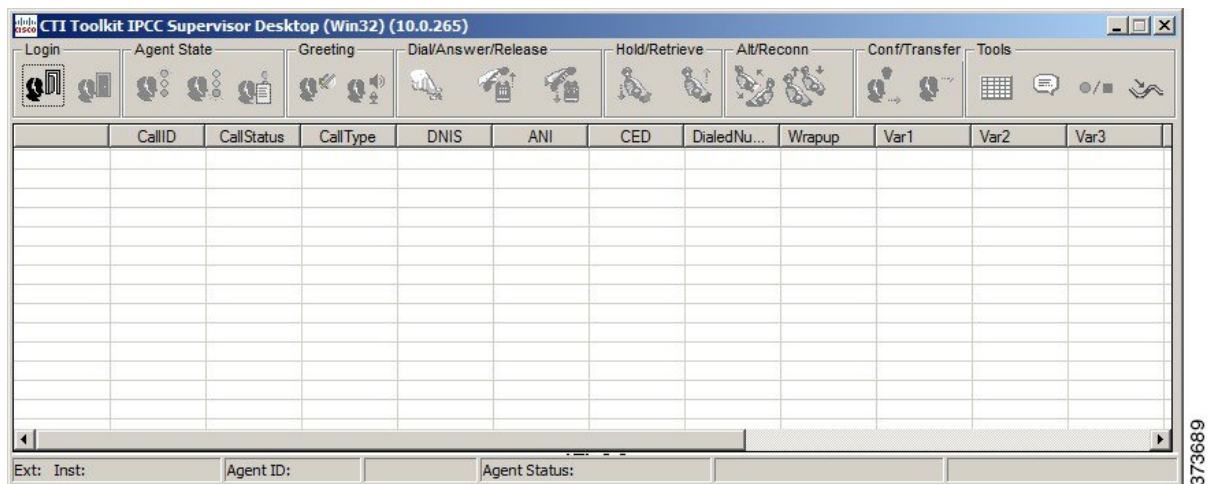 CISCO CTI Toolkit IPCC Supervisor Desktop (Win32) (10.0.265)
Login Agent State Greeting Dial/Answer/Release Hold/Retrieve Alt/Reconn Conf/Transfer Tools
CallID CallStatus CallType DNIS ANI CED DialedNu... Wrapup Var1 Var2 Var3
Ext: Inst: Agent ID: Agent Status:
373689